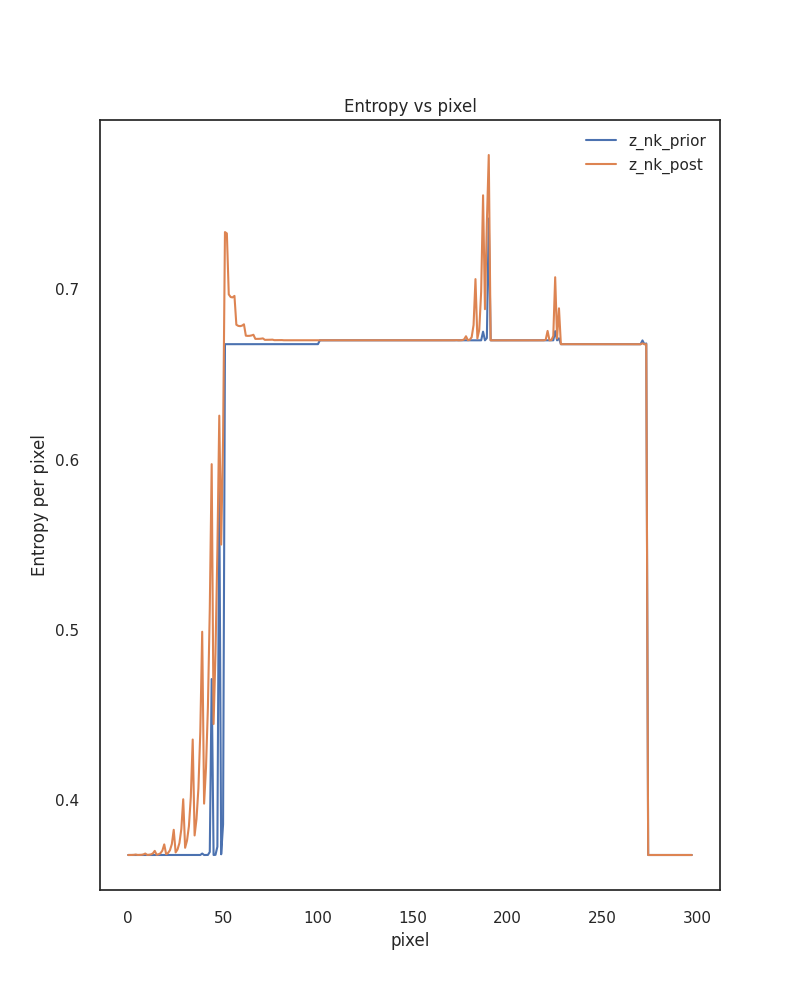 Entropy vs pixel
z_nk_prior
z_nk_post
Entropy per pixel
0.7
0.6
0.5
0.4
0 50 100 150 200 250 300
pixel